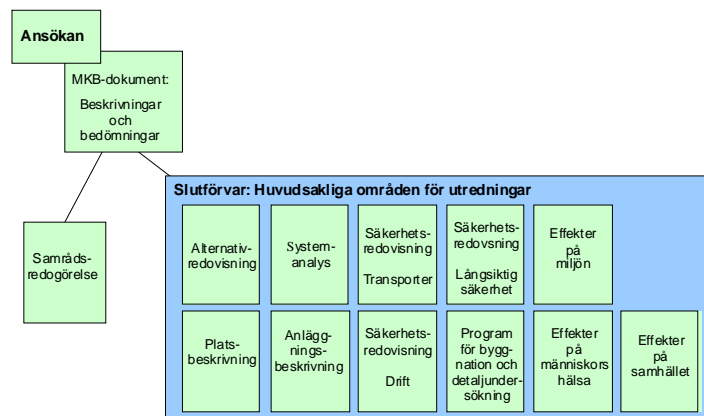 Ansökan
MKB-dokument:
Beskrivningar
och
bedömningar
Samråds-
redogörelse
Slutförvar: Huvudsakliga områden för utredningar
Alternativ-
redovisning
System-
analys
Säkerhets-
redovisning
Transporter
Säkerhets-
redovsning
Långsiktig
säkerhet
Effekter
på
miljön
Plats-
beskrivning
Anlägg-
nings-
beskrivning
Säkerhets-
redovisning
Drift
Program
för bygg-
nation och
detaljunder-
sökning
Effekter
på
människors
hälsa
Effekter
på
samhället